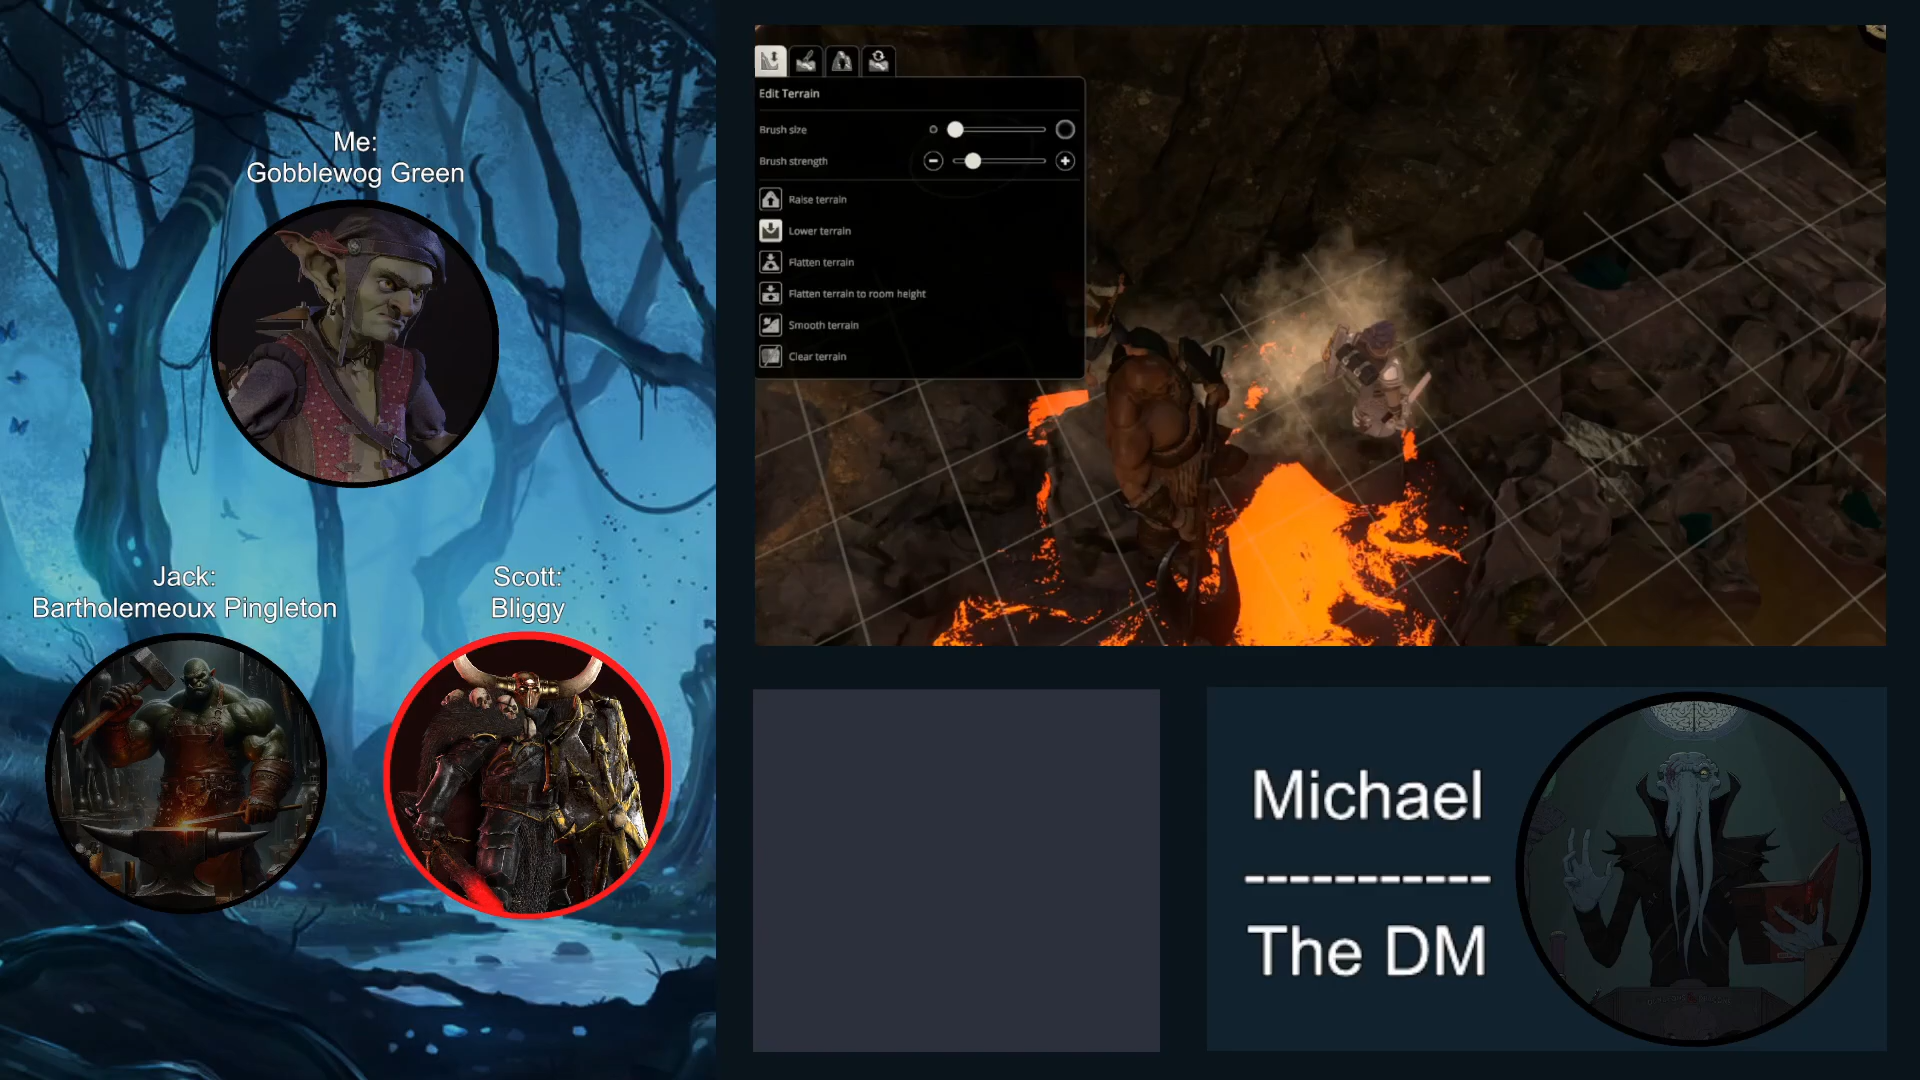 Me:
Gobblewog Green
Jack:
Bartholemeoux Pingleton
Scott:
Bliggy
Edit Terrain
Brush size
Brush strength
Raise terrain
Lower terrain
Flatten terrain
Flatten terrain to room height
Smooth terrain
Clear terrain
Michael
-----------
The DM